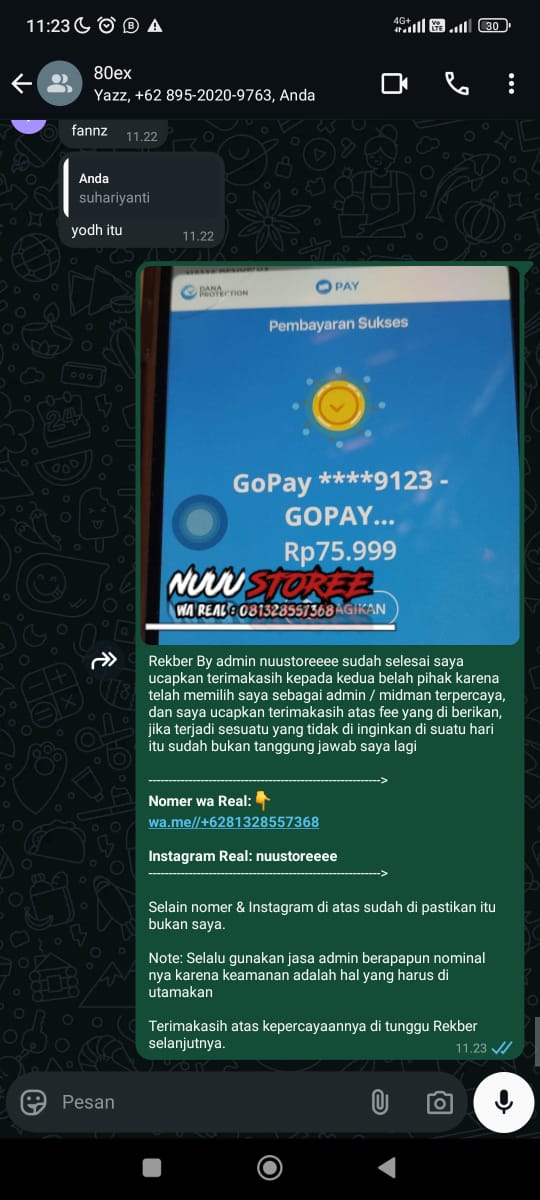 11:23
4G+
VoLTE
30
80ex
Yazz, +62 895-2020-9763, Anda
fannz 11.22
Anda
suhariyanti
yodh itu 11.22
DANA PROTECTION
PAY
Pembayaran Sukses
GoPay ****9123 -
GOPAY...
Rp75.999
NUUU STOREE
WA REAL : 081328557368 AGIKAN
Rekber By admin nuustoreeee sudah selesai saya
ucapkan terimakasih kepada kedua belah pihak karena
telah memilih saya sebagai admin / midman terpercaya,
dan saya ucapkan terimakasih atas fee yang di berikan,
jika terjadi sesuatu yang tidak di inginkan di suatu hari
itu sudah bukan tanggung jawab saya lagi
---------------------------------------------------------->
Nomer wa Real:👇
wa.me//+6281328557368
Instagram Real: nuustoreeee
---------------------------------------------------------->
Selain nomer & Instagram di atas sudah di pastikan itu
bukan saya.
Note: Selalu gunakan jasa admin berapapun nominal
nya karena keamanan adalah hal yang harus di
utamakan
Terimakasih atas kepercayaannya di tunggu Rekber
selanjutnya. 11.23
Pesan